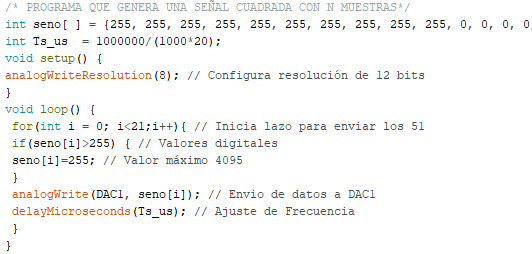 /* PROGRAMA QUE GENERA UNA SEÑAL CUADRADA CON N MUESTRAS*/
int seno[ ] = {255, 255, 255, 255, 255, 255, 255, 255, 255, 255, 0, 0, 0, 0
int Ts_us  = 1000000/(1000*20);
void setup() {
analogWriteResolution(8); // Configura resolución de 12 bits
}
void loop() {
for(int i = 0; i<21;i++){ // Inicia lazo para enviar los 51
if(seno[i]>255) { // Valores digitales
seno[i]=255; // Valor máximo 4095
}
analogWrite(DAC1, seno[i]); // Envio de datos a DAC1
delayMicroseconds(Ts_us); // Ajuste de Frecuencia
}
}